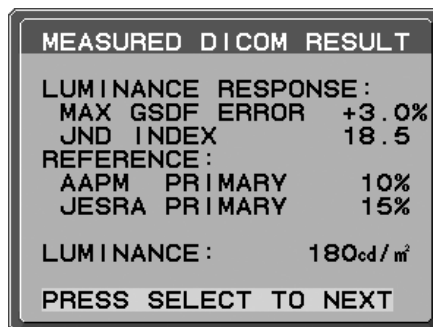 MEASURED DICOM RESULT
LUMINANCE RESPONSE:
MAX GSDF ERROR +3.0%
JND INDEX 18.5
REFERENCE:
AAPM PRIMARY 10%
JESRA PRIMARY 15%
LUMINANCE: 180cd/㎡
PRESS SELECT TO NEXT